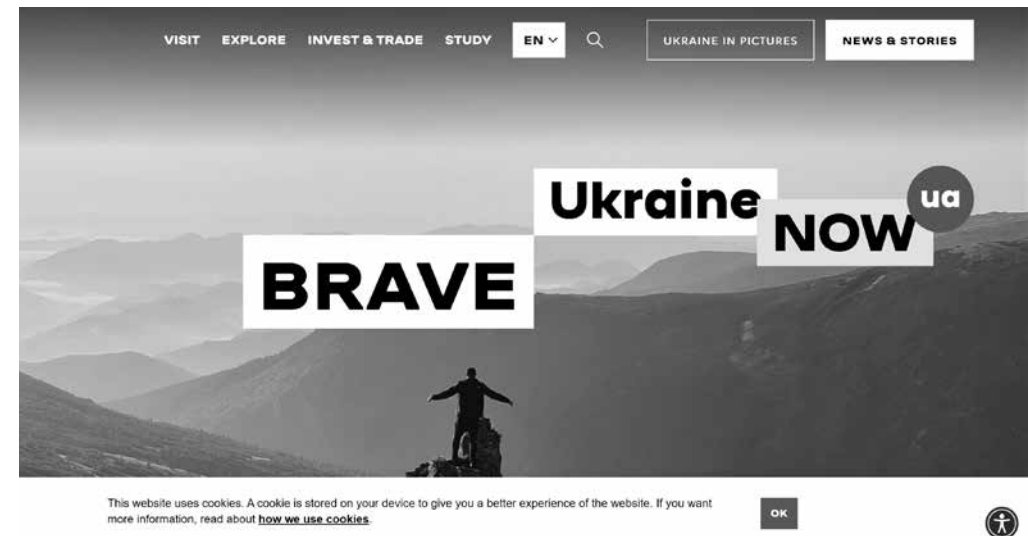 VISIT EXPLORE INVEST & TRADE STUDY EN UKRAINE IN PICTURES NEWS & STORIES
BRAVE
Ukraine
NOW
ua
This website uses cookies. A cookie is stored on your device to give you a better experience of the website. If you want
more information, read about how we use cookies.
OK